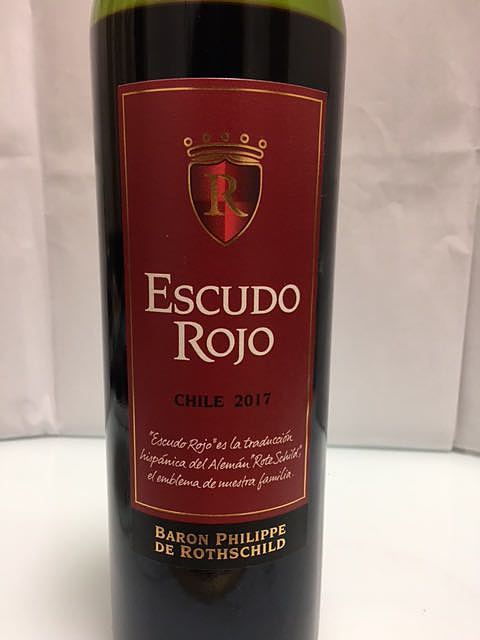 R
ESCUDO
ROJO
CHILE 2017
"Escudo Rojo" es la traducción
hispánica del Alemán "Rote Schild",
el emblema de nuestra familia.
BARON PHILIPPE
DE ROTHSCHILD